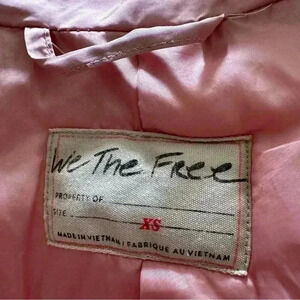 We The Free
PROPERTY OF
SIZE XS
MADE IN VIETNAM / FABRIQUE AU VIETNAM